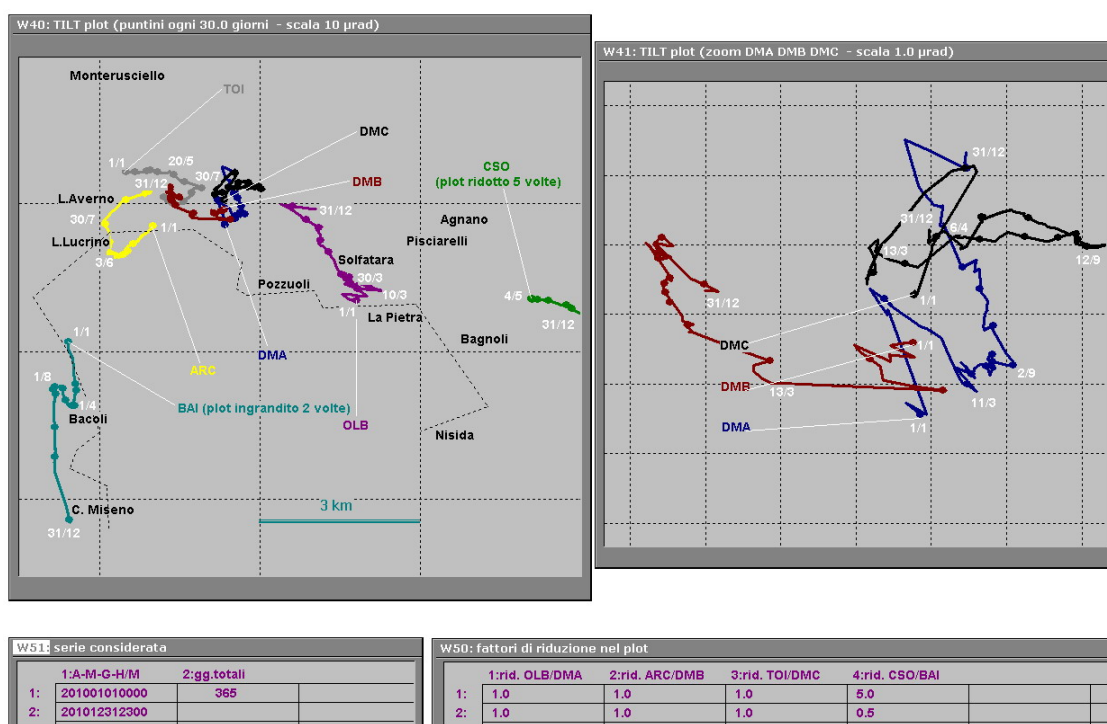 W40: TILT plot (puntini ogni 30.0 giorni - scala 10 µrad)
Monterusciello
TOI
DMC
1/1
20/5
30/7
31/12
DMB
CSO
(plot ridotto 5 volte)
L.Averno
31/12
Agnano
30/7
1/1
Pisciarelli
L.Lucrino
3/6
Solfatara
30/3
Pozzuoli
10/3
4/5
1/1
La Pietra
31/12
1/1
Bagnoli
DMA
ARC
1/8
1/4
BAI (plot ingrandito 2 volte)
Bacoli
OLB
Nisida
C. Miseno
3 km
31/12
W41: TILT plot (zoom DMA DMB DMC - scala 1.0 µrad)
31/12
31/12
6/4
13/3
12/9
31/12
1/1
DMC
1/1
2/9
DMB
13/3
11/3
DMA
1/1
W51: serie considerata
1:A-M-G-H/M 2:gg.totali
1: 201001010000 365
2: 201012312300
W50: fattori di riduzione nel plot
1:rid. OLB/DMA 2:rid. ARC/DMB 3:rid. TOI/DMC 4:rid. CSO/BAI
1: 1.0 1.0 1.0 5.0
2: 1.0 1.0 1.0 0.5